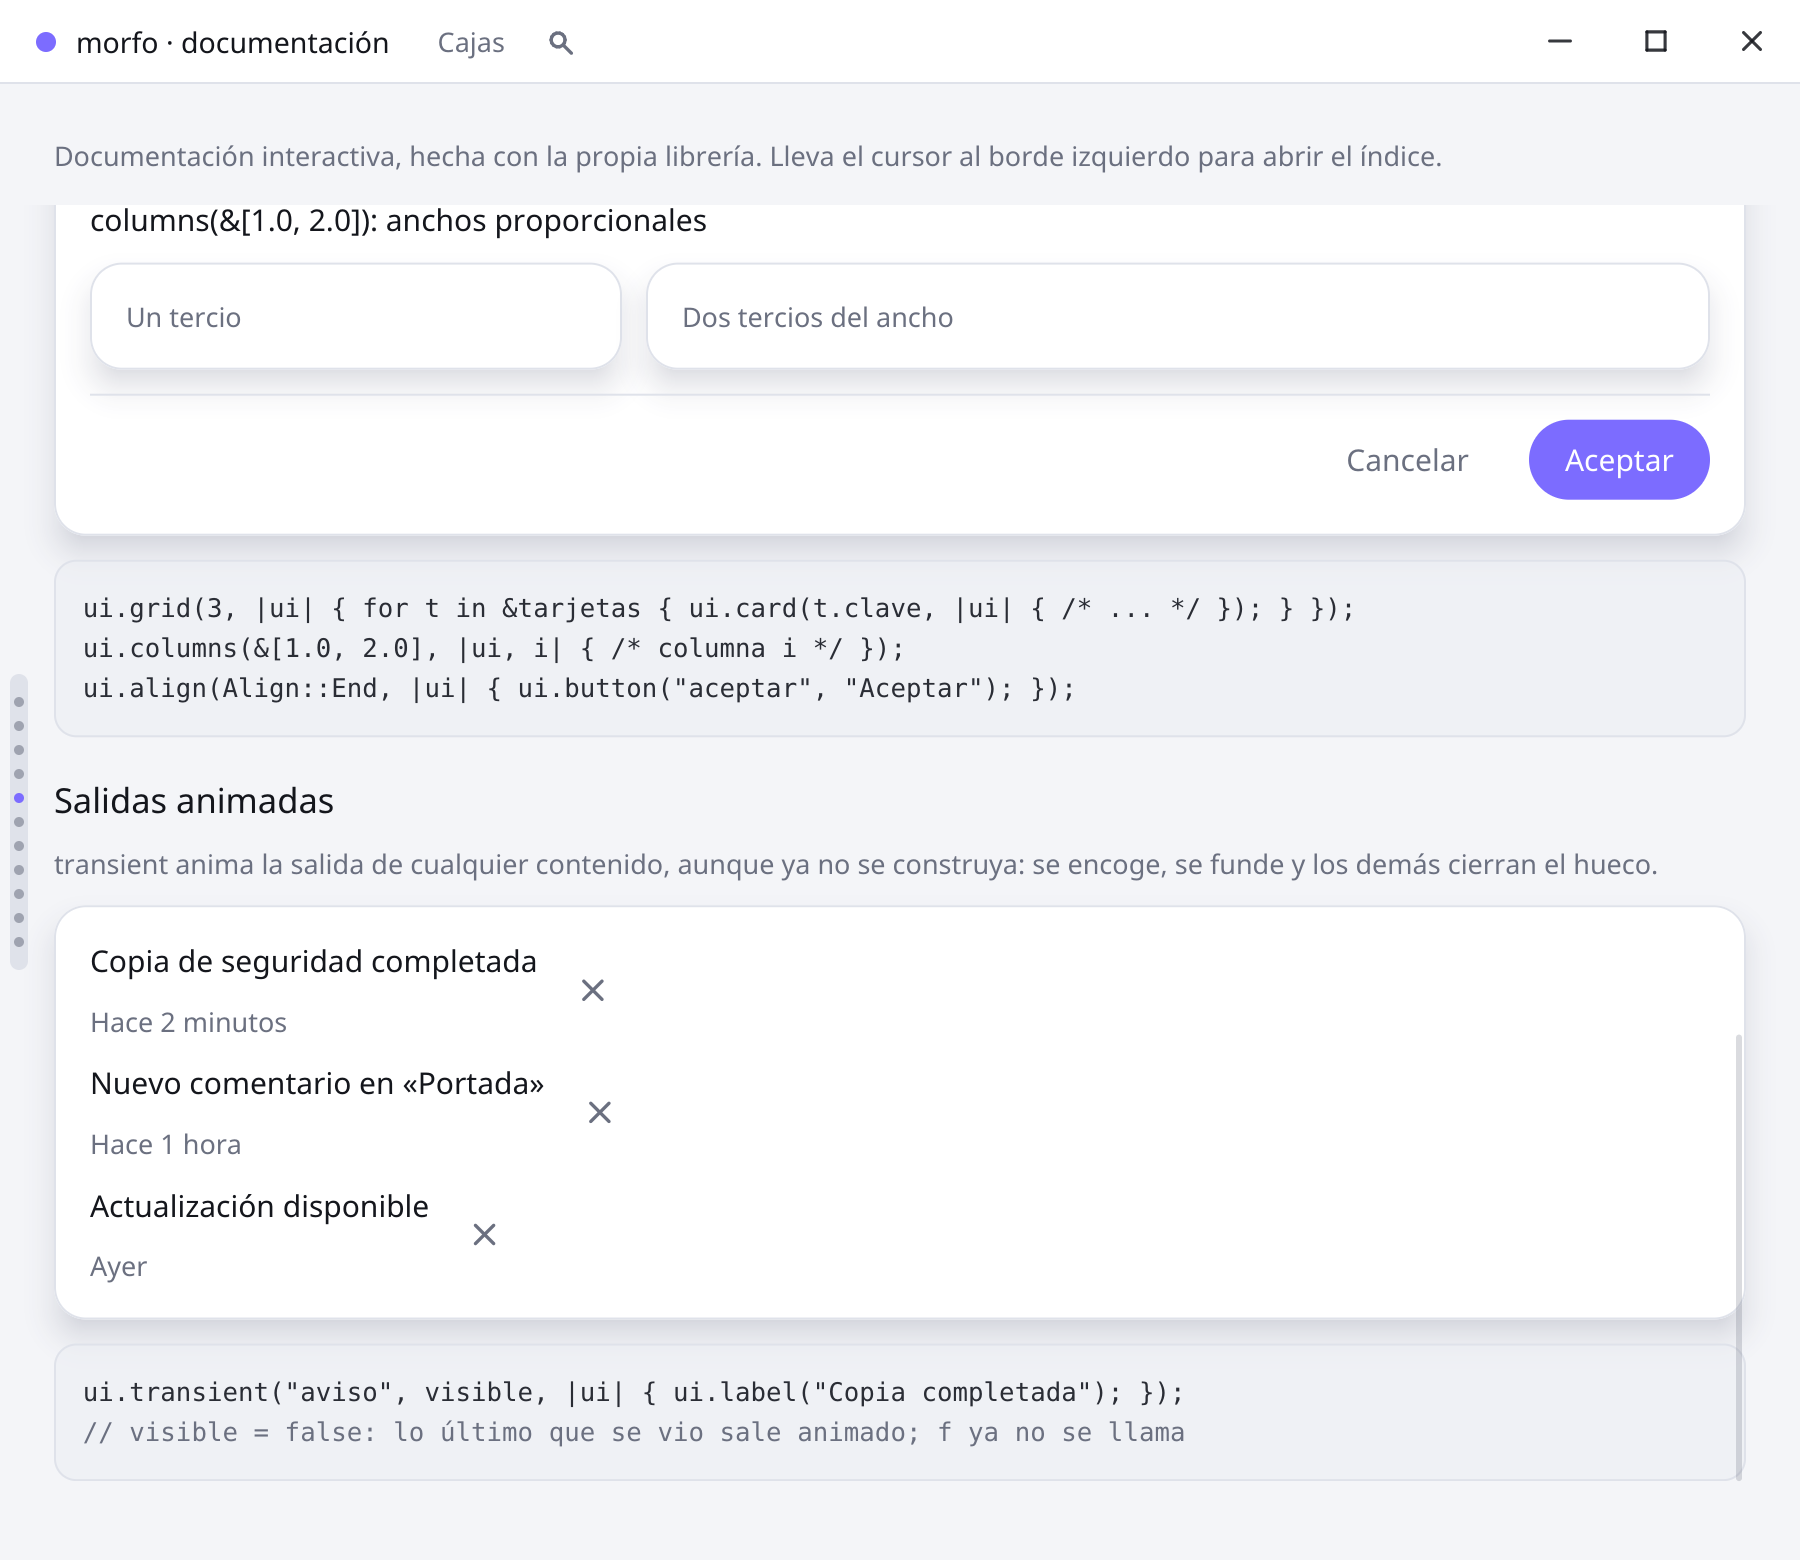 morfo · documentación
Cajas
Documentación interactiva, hecha con la propia librería. Lleva el cursor al borde izquierdo para abrir el índice.
columns(&[1.0, 2.0]): anchos proporcionales
Un tercio
Dos tercios del ancho
Cancelar
Aceptar
ui.grid(3, |ui| { for t in &tarjetas { ui.card(t.clave, |ui| { /* ... */ }); } });
ui.columns(&[1.0, 2.0], |ui, i| { /* columna i */ });
ui.align(Align::End, |ui| { ui.button("aceptar", "Aceptar"); });
Salidas animadas
transient anima la salida de cualquier contenido, aunque ya no se construya: se encoge, se funde y los demás cierran el hueco.
Copia de seguridad completada
Hace 2 minutos
Nuevo comentario en «Portada»
Hace 1 hora
Actualización disponible
Ayer
ui.transient("aviso", visible, |ui| { ui.label("Copia completada"); });
// visible = false: lo último que se vio sale animado; f ya no se llama